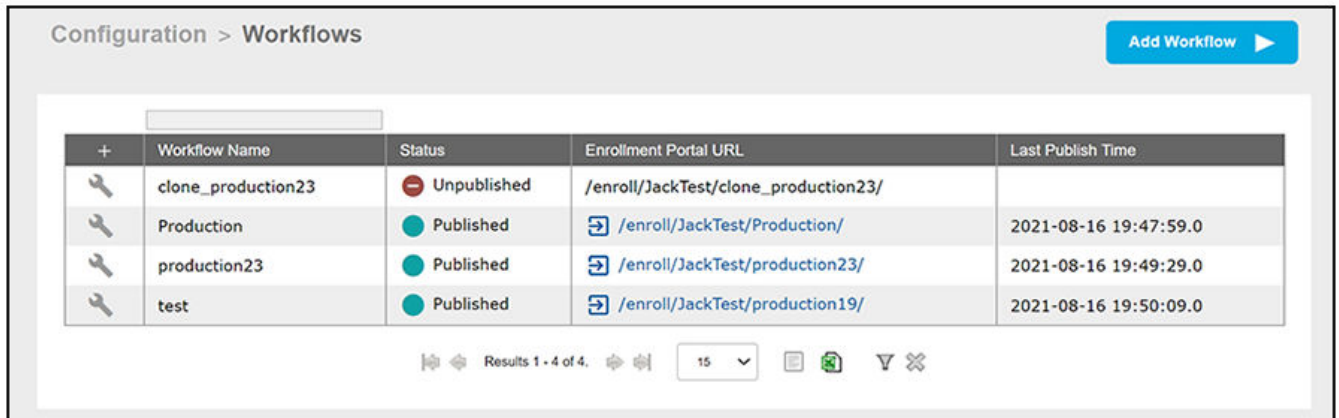 Configuration > Workflows
Add Workflow
+ Workflow Name Status Enrollment Portal URL Last Publish Time
clone_production23 Unpublished /enroll/JackTest/clone_production23/
Production Published /enroll/JackTest/Production/ 2021-08-16 19:47:59.0
production23 Published /enroll/JackTest/production23/ 2021-08-16 19:49:29.0
test Published /enroll/JackTest/production19/ 2021-08-16 19:50:09.0
Results 1 - 4 of 4. 15